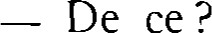 — De ce?